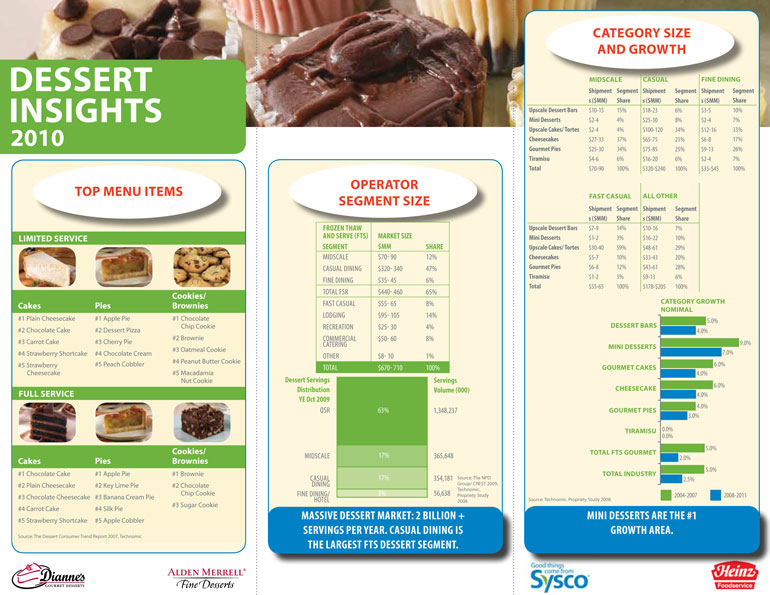 DESSERT
INSIGHTS
2010
TOP MENU ITEMS
LIMITED SERVICE
Cakes
#1 Plain Cheesecake
#2 Chocolate Cake
#3 Carrot Cake
#4 Strawberry Shortcake
#5 Strawberry
Cheesecake
Pies
#1 Apple Pie
#2 Dessert Pizza
#3 Cherry Pie
#4 Chocolate Cream
#5 Peach Cobbler
Cookies/
Brownies
#1 Chocolate
Chip Cookie
#2 Brownie
#3 Oatmeal Cookie
#4 Peanut Butter Cookie
#5 Macadamia
Nut Cookie
FULL SERVICE
Cakes
#1 Chocolate Cake
#2 Plain Cheesecake
#3 Chocolate Cheesecake
#4 Carrot Cake
#5 Strawberry Shortcake
Pies
#1 Apple Pie
#2 Key Lime Pie
#3 Banana Cream Pie
#4 Silk Pie
#5 Apple Cobbler
Cookies/
Brownies
#1 Brownie
#2 Chocolate
Chip Cookie
#3 Sugar Cookie
Source: The Dessert Consumer Trend Report 2007, Technomic
Dianne's
GOURMET DESSERTS
ALDEN MERRELL®
Fine Desserts
OPERATOR
SEGMENT SIZE
FROZEN THAW
AND SERVE (FTS) MARKET SIZE
SEGMENT $MM SHARE
MIDSCALE $70- 90 12%
CASUAL DINING $320- 340 47%
FINE DINING $35- 45 6%
TOTAL FSR $440- 460 65%
FAST CASUAL $55- 65 8%
LODGING $95- 105 14%
RECREATION $25- 30 4%
COMMERCIAL
CATERING $50- 60 8%
OTHER $8- 10 1%
TOTAL $670- 710 100%
Dessert Servings
Distribution
YE Oct 2009
Servings
Volume (000)
QSR 63% 1,348,237
MIDSCALE 17% 365,648
CASUAL
DINING 17% 354,181
FINE DINING/
HOTEL 3% 56,638
Source: The NPD
Group/ CREST 2009,
Technomic,
Propriety Study
2008
MASSIVE DESSERT MARKET: 2 BILLION +
SERVINGS PER YEAR. CASUAL DINING IS
THE LARGEST FTS DESSERT SEGMENT.
CATEGORY SIZE
AND GROWTH
MIDSCALE CASUAL FINE DINING
Shipment Segment Shipment Segment Shipment Segment
s ($MM) Share s ($MM) Share s ($MM) Share
Upscale Dessert Bars $10-13 15% $18-23 6% $3-5 10%
Mini Desserts $2-4 4% $25-30 8% $2-4 7%
Upscale Cakes/ Tortes $2-4 4% $100-120 34% $12-16 33%
Cheesecakes $27-33 37% $65-75 21% $6-8 17%
Gourmet Pies $25-30 34% $75-85 25% $9-13 26%
Tiramisu $4-6 6% $16-20 6% $2-4 7%
Total $70-90 100% $320-340 100% $35-$45 100%
FAST CASUAL ALL OTHER
Shipment Segment Shipment Segment
s ($MM) Share s ($MM) Share
Upscale Dessert Bars $7-9 14% $10-16 7%
Mini Desserts $1-2 3% $16-22 10%
Upscale Cakes/ Tortes $30-40 59% $48-61 29%
Cheesecakes $5-7 10% $33-43 20%
Gourmet Pies $6-8 12% $43-61 28%
Tiramisu $1-2 3% $9-13 6%
Total $55-65 100% $178-$205 100%
CATEGORY GROWTH
NOMIMAL
DESSERT BARS 5.0%
4.0%
MINI DESSERTS 9.0%
7.0%
GOURMET CAKES 6.0%
4.0%
CHEESECAKE 6.0%
4.0%
GOURMET PIES 4.0%
3.0%
TIRAMISU 0.0%
0.0%
TOTAL FTS GOURMET 5.0%
2.0%
TOTAL INDUSTRY 5.0%
2.5%
2004-2007 2008-2011
Source: Technomic, Propriety Study 2008
MINI DESSERTS ARE THE #1
GROWTH AREA.
Good things
come from
Sysco
Heinz
Foodservice